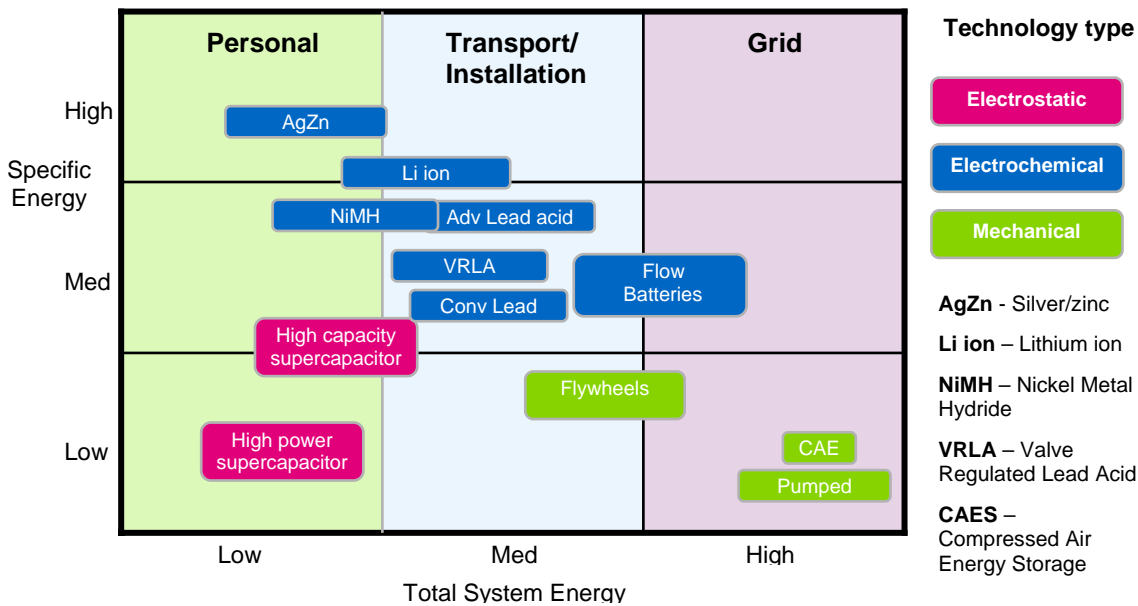 Personal
Transport/
Installation
Grid
Technology type
High
Specific
Energy
Med
Low
AgZn
Li ion
NiMH
Adv Lead acid
VRLA
Conv Lead
Flow
Batteries
High capacity
supercapacitor
Flywheels
High power
supercapacitor
CAE
Pumped
Low
Med
High
Total System Energy
Electrostatic
Electrochemical
Mechanical
AgZn - Silver/zinc
Li ion – Lithium ion
NiMH – Nickel Metal
Hydride
VRLA – Valve
Regulated Lead Acid
CAES –
Compressed Air
Energy Storage